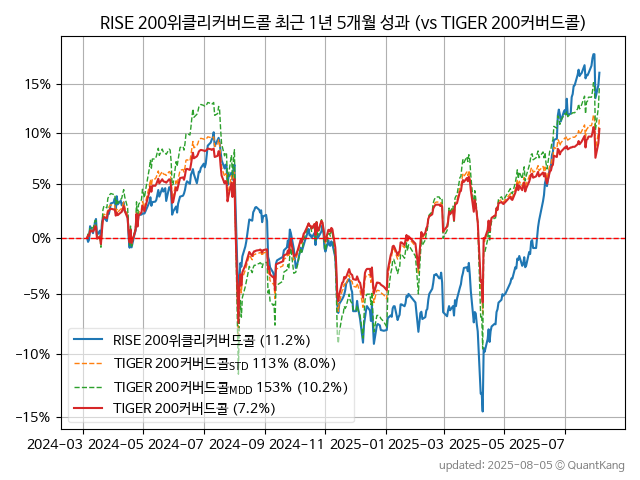 RISE 200위클리커버드콜 최근 1년 5개월 성과 (vs TIGER 200커버드콜)
15%
10%
5%
0%
−5%
−10%
−15%
RISE 200위클리커버드콜 (11.2%)
TIGER 200커버드콜STD 113% (8.0%)
TIGER 200커버드콜MDD 153% (10.2%)
TIGER 200커버드콜 (7.2%)
2024-03 2024-05 2024-07 2024-09 2024-11 2025-01 2025-03 2025-05 2025-07
updated: 2025-08-05 © QuantKang